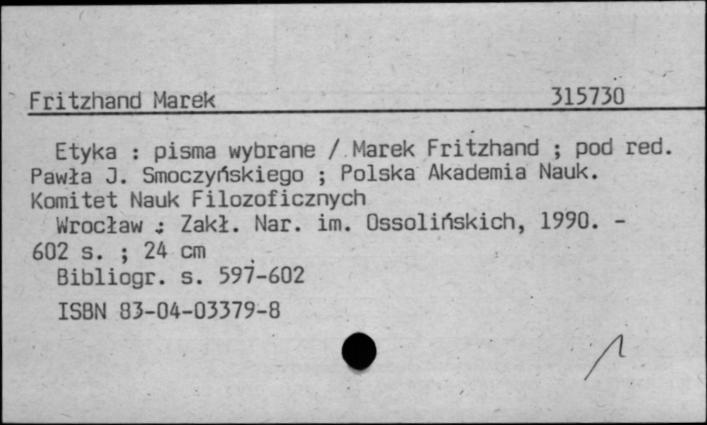 Fritzhand Marek 315730
Etyka : pisma wybrane / Marek Fritzhand ; pod red.
Pawła J. Smoczyńskiego ; Polska Akademia Nauk.
Komitet Nauk Filozoficznych
Wrocław : Zakł. Nar. im. Ossolińskich, 1990. -
602 s. ; 24 cm
Bibliogr. s. 597-602
ISBN 83-04-03379-8